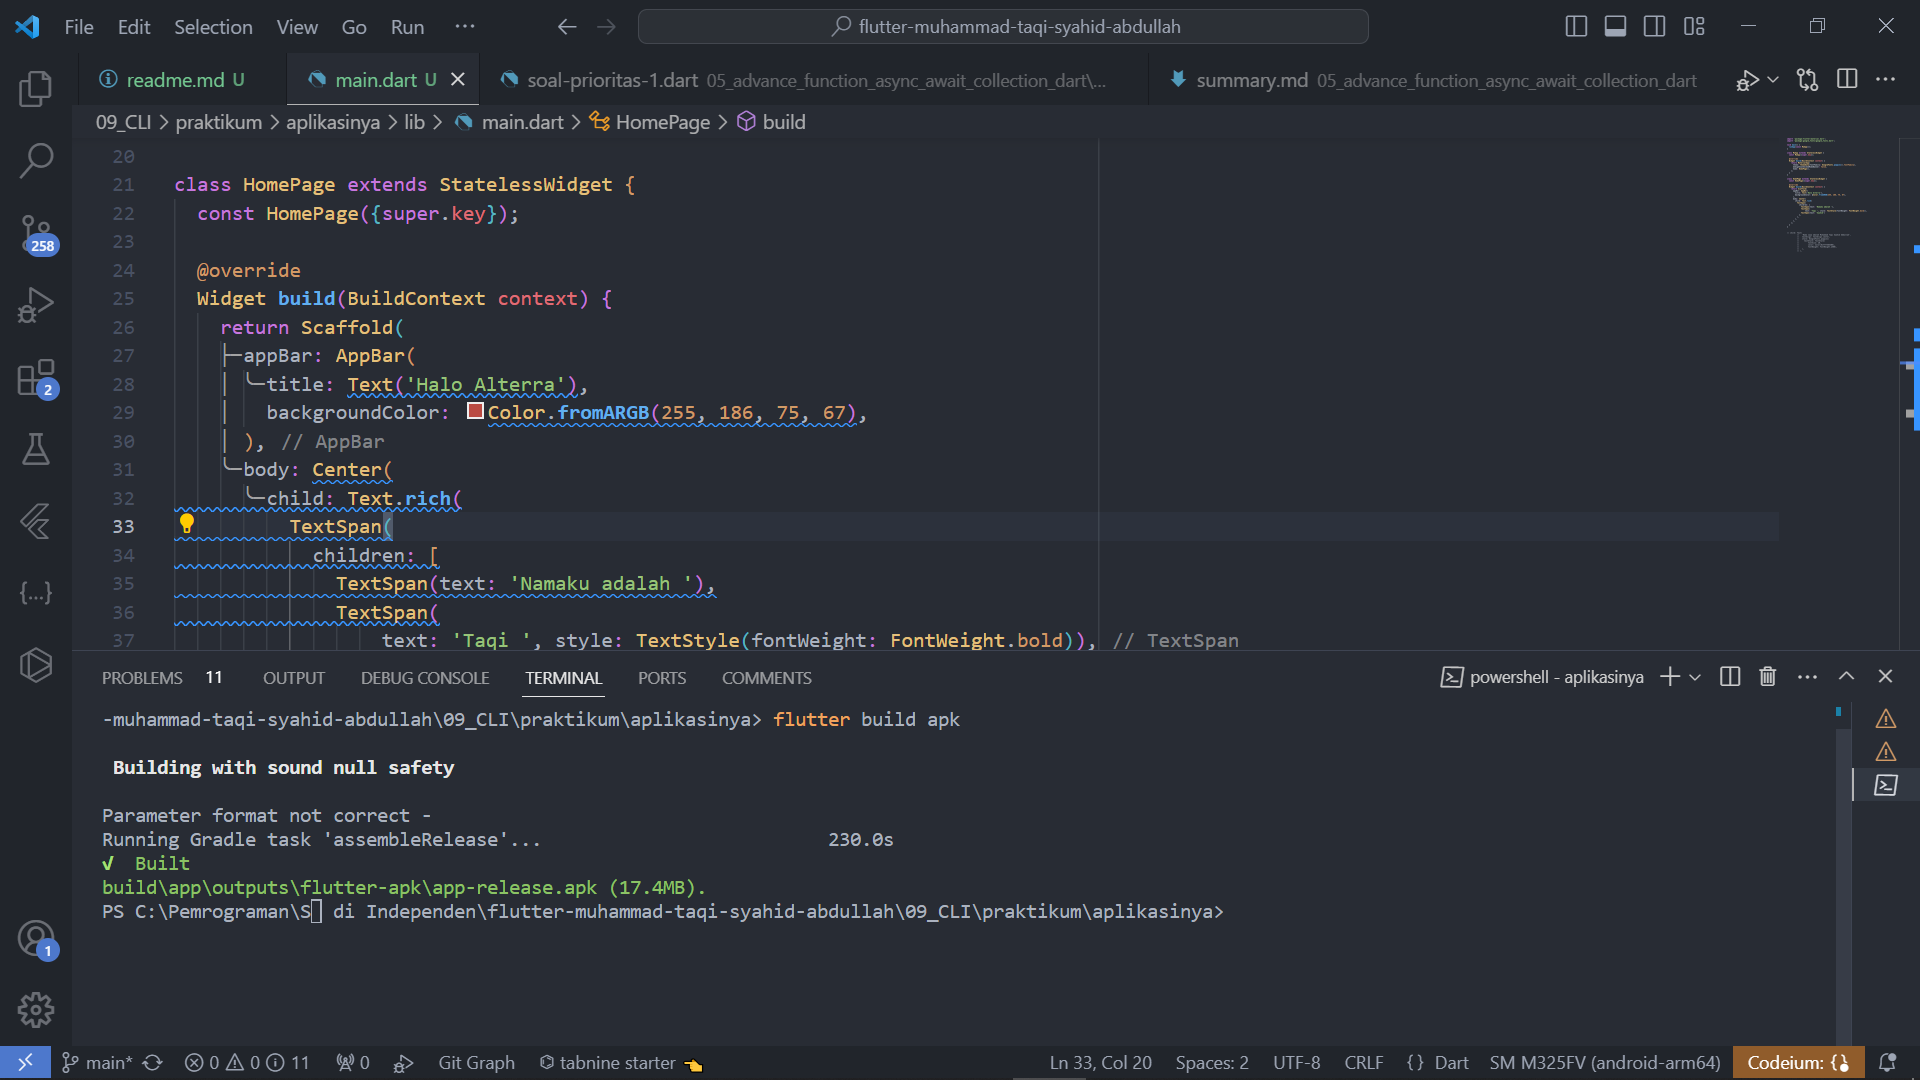 File Edit Selection View Go Run ···
flutter-muhammad-taqi-syahid-abdullah
readme.md U
main.dart U
soal-prioritas-1.dart 05_advance_function_async_await_collection_dart\...
summary.md 05_advance_function_async_await_collection_dart
09_CLI > praktikum > aplikasinya > lib > main.dart > HomePage > build
20
21 class HomePage extends StatelessWidget {
22 const HomePage({super.key});
23
24 @override
25 Widget build(BuildContext context) {
26 return Scaffold(
27 appBar: AppBar(
28 title: Text('Halo Alterra'),
29 backgroundColor: Color.fromARGB(255, 186, 75, 67),
30 ), // AppBar
31 body: Center(
32 child: Text.rich(
33 TextSpan(
34 children: [
35 TextSpan(text: 'Namaku adalah '),
36 TextSpan(
37 text: 'Taqi ', style: TextStyle(fontWeight: FontWeight.bold)), // TextSpan
258
2
1
PROBLEMS 11 OUTPUT DEBUG CONSOLE TERMINAL PORTS COMMENTS
powershell - aplikasinya
-muhammad-taqi-syahid-abdullah\09_CLI\praktikum\aplikasinya> flutter build apk
Building with sound null safety
Parameter format not correct -
Running Gradle task 'assembleRelease'... 230.0s
√ Built
build\app\outputs\flutter-apk\app-release.apk (17.4MB).
PS C:\Pemrograman\S di Independen\flutter-muhammad-taqi-syahid-abdullah\09_CLI\praktikum\aplikasinya>
main* 0 0 11 0 Git Graph tabnine starter Ln 33, Col 20 Spaces: 2 UTF-8 CRLF {} Dart SM M325FV (android-arm64) Codeium: {}